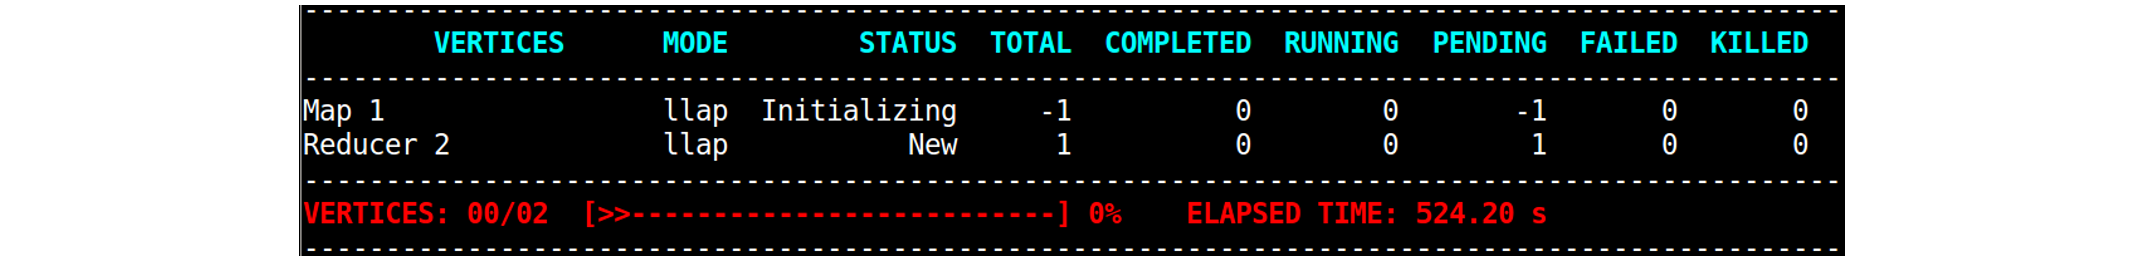 ----------------------------------------------------------------------------------------------
        VERTICES      MODE        STATUS  TOTAL  COMPLETED  RUNNING  PENDING  FAILED  KILLED
----------------------------------------------------------------------------------------------
Map 1                 llap  Initializing     -1          0        0       -1       0       0
Reducer 2             llap           New      1          0        0        1       0       0
----------------------------------------------------------------------------------------------
VERTICES: 00/02  [>>--------------------------] 0%    ELAPSED TIME: 524.20 s
----------------------------------------------------------------------------------------------